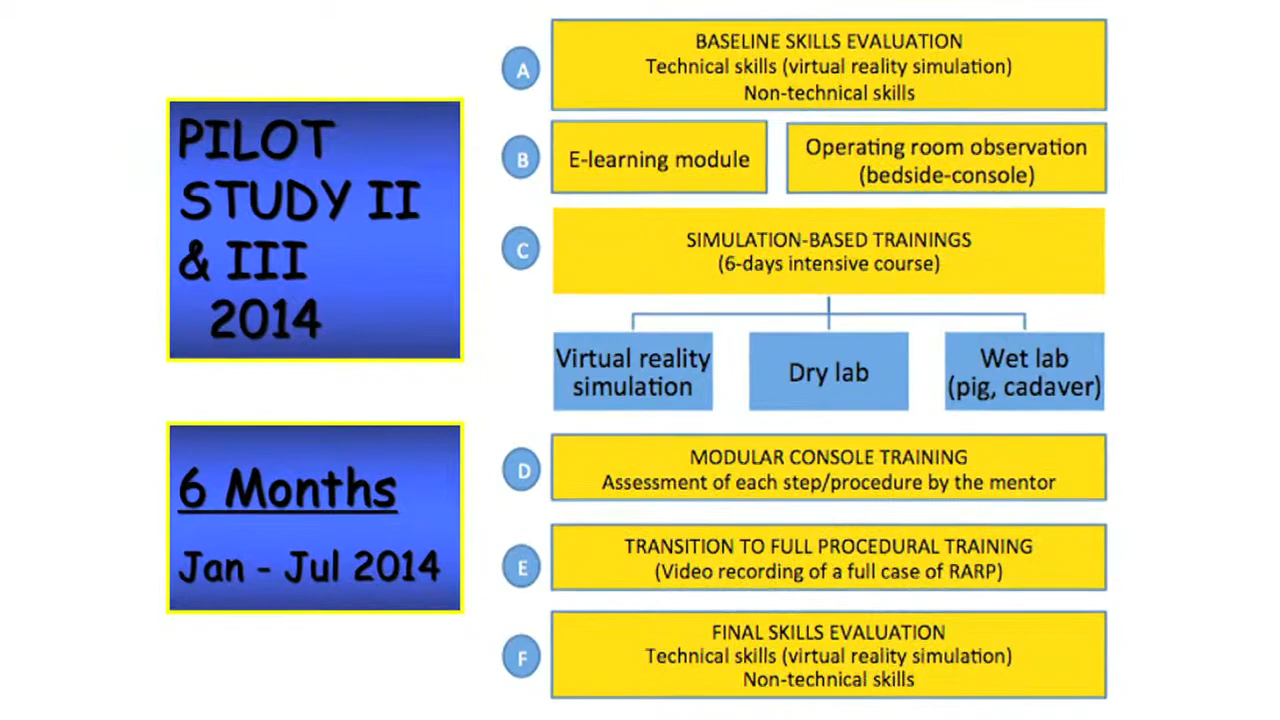 PILOT
STUDY II
& III
2014
6 Months
Jan - Jul 2014
A
BASELINE SKILLS EVALUATION
Technical skills (virtual reality simulation)
Non-technical skills
B
E-learning module
Operating room observation
(bedside-console)
C
SIMULATION-BASED TRAININGS
(6-days intensive course)
Virtual reality
simulation
Dry lab
Wet lab
(pig, cadaver)
D
MODULAR CONSOLE TRAINING
Assessment of each step/procedure by the mentor
E
TRANSITION TO FULL PROCEDURAL TRAINING
(Video recording of a full case of RARP)
F
FINAL SKILLS EVALUATION
Technical skills (virtual reality simulation)
Non-technical skills